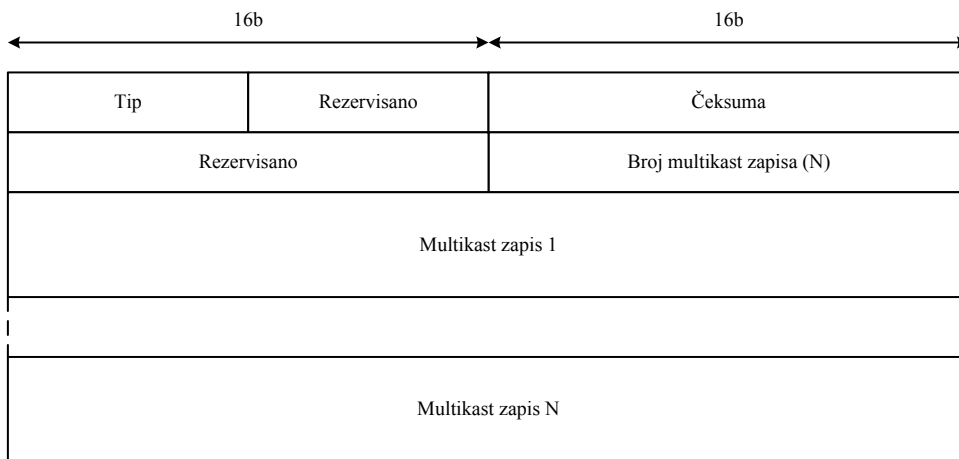 16b 16b
Tip Rezervisano Čeksuma
Rezervisano Broj multikast zapisa (N)
Multikast zapis 1
Multikast zapis N